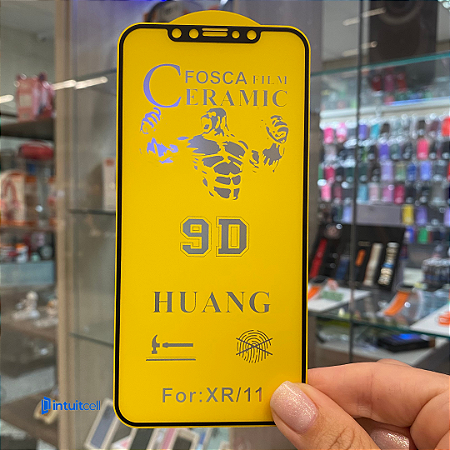 FOSCA FILM
CERAMIC
9D
HUANG
For:XR/11
intuitcell